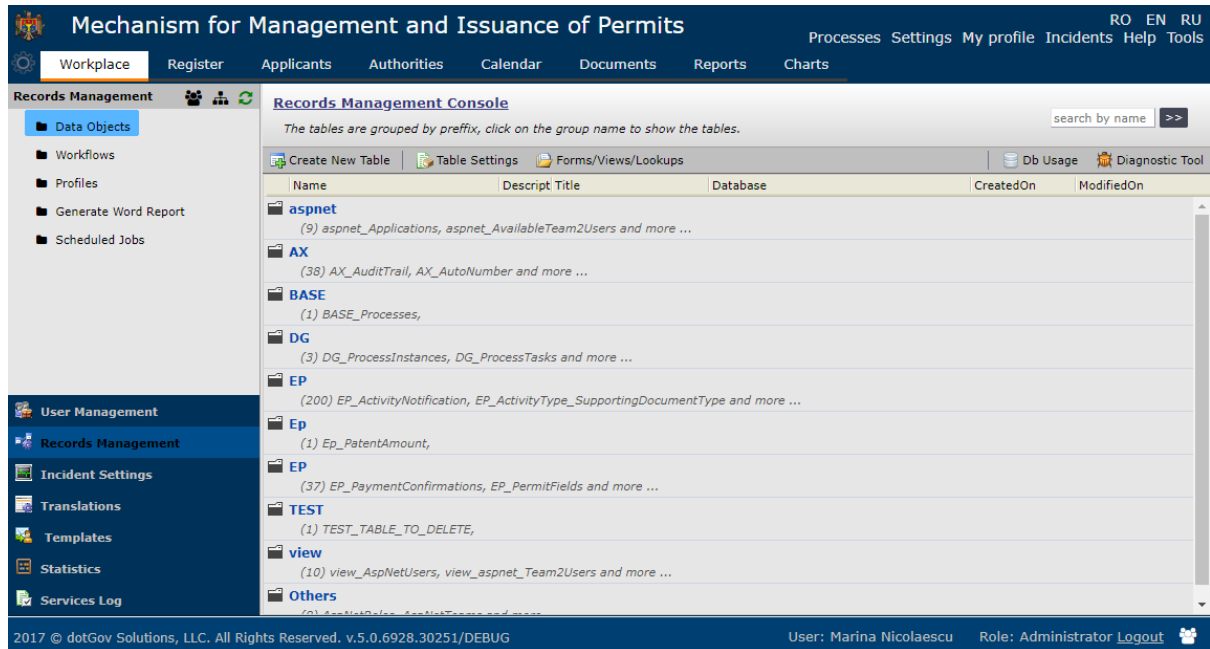 Mechanism for Management and Issuance of Permits
RO EN RU
Processes Settings My profile Incidents Help Tools
Workplace Register Applicants Authorities Calendar Documents Reports Charts
Records Management
Data Objects
Workflows
Profiles
Generate Word Report
Scheduled Jobs
User Management
Records Management
Incident Settings
Translations
Templates
Statistics
Services Log
Records Management Console
The tables are grouped by preffix, click on the group name to show the tables.
search by name >>
Create New Table Table Settings Forms/Views/Lookups Db Usage Diagnostic Tool
Name Descript Title Database CreatedOn ModifiedOn
aspnet
(9) aspnet_Applications, aspnet_AvailableTeam2Users and more ...
AX
(38) AX_AuditTrail, AX_AutoNumber and more ...
BASE
(1) BASE_Processes,
DG
(3) DG_ProcessInstances, DG_ProcessTasks and more ...
EP
(200) EP_ActivityNotification, EP_ActivityType_SupportingDocumentType and more ...
Ep
(1) Ep_PatentAmount,
EP
(37) EP_PaymentConfirmations, EP_PermitFields and more ...
TEST
(1) TEST_TABLE_TO_DELETE,
view
(10) view_AspNetUsers, view_aspnet_Team2Users and more ...
Others
2017 © dotGov Solutions, LLC. All Rights Reserved. v.5.0.6928.30251/DEBUG
User: Marina Nicolaescu Role: Administrator Logout